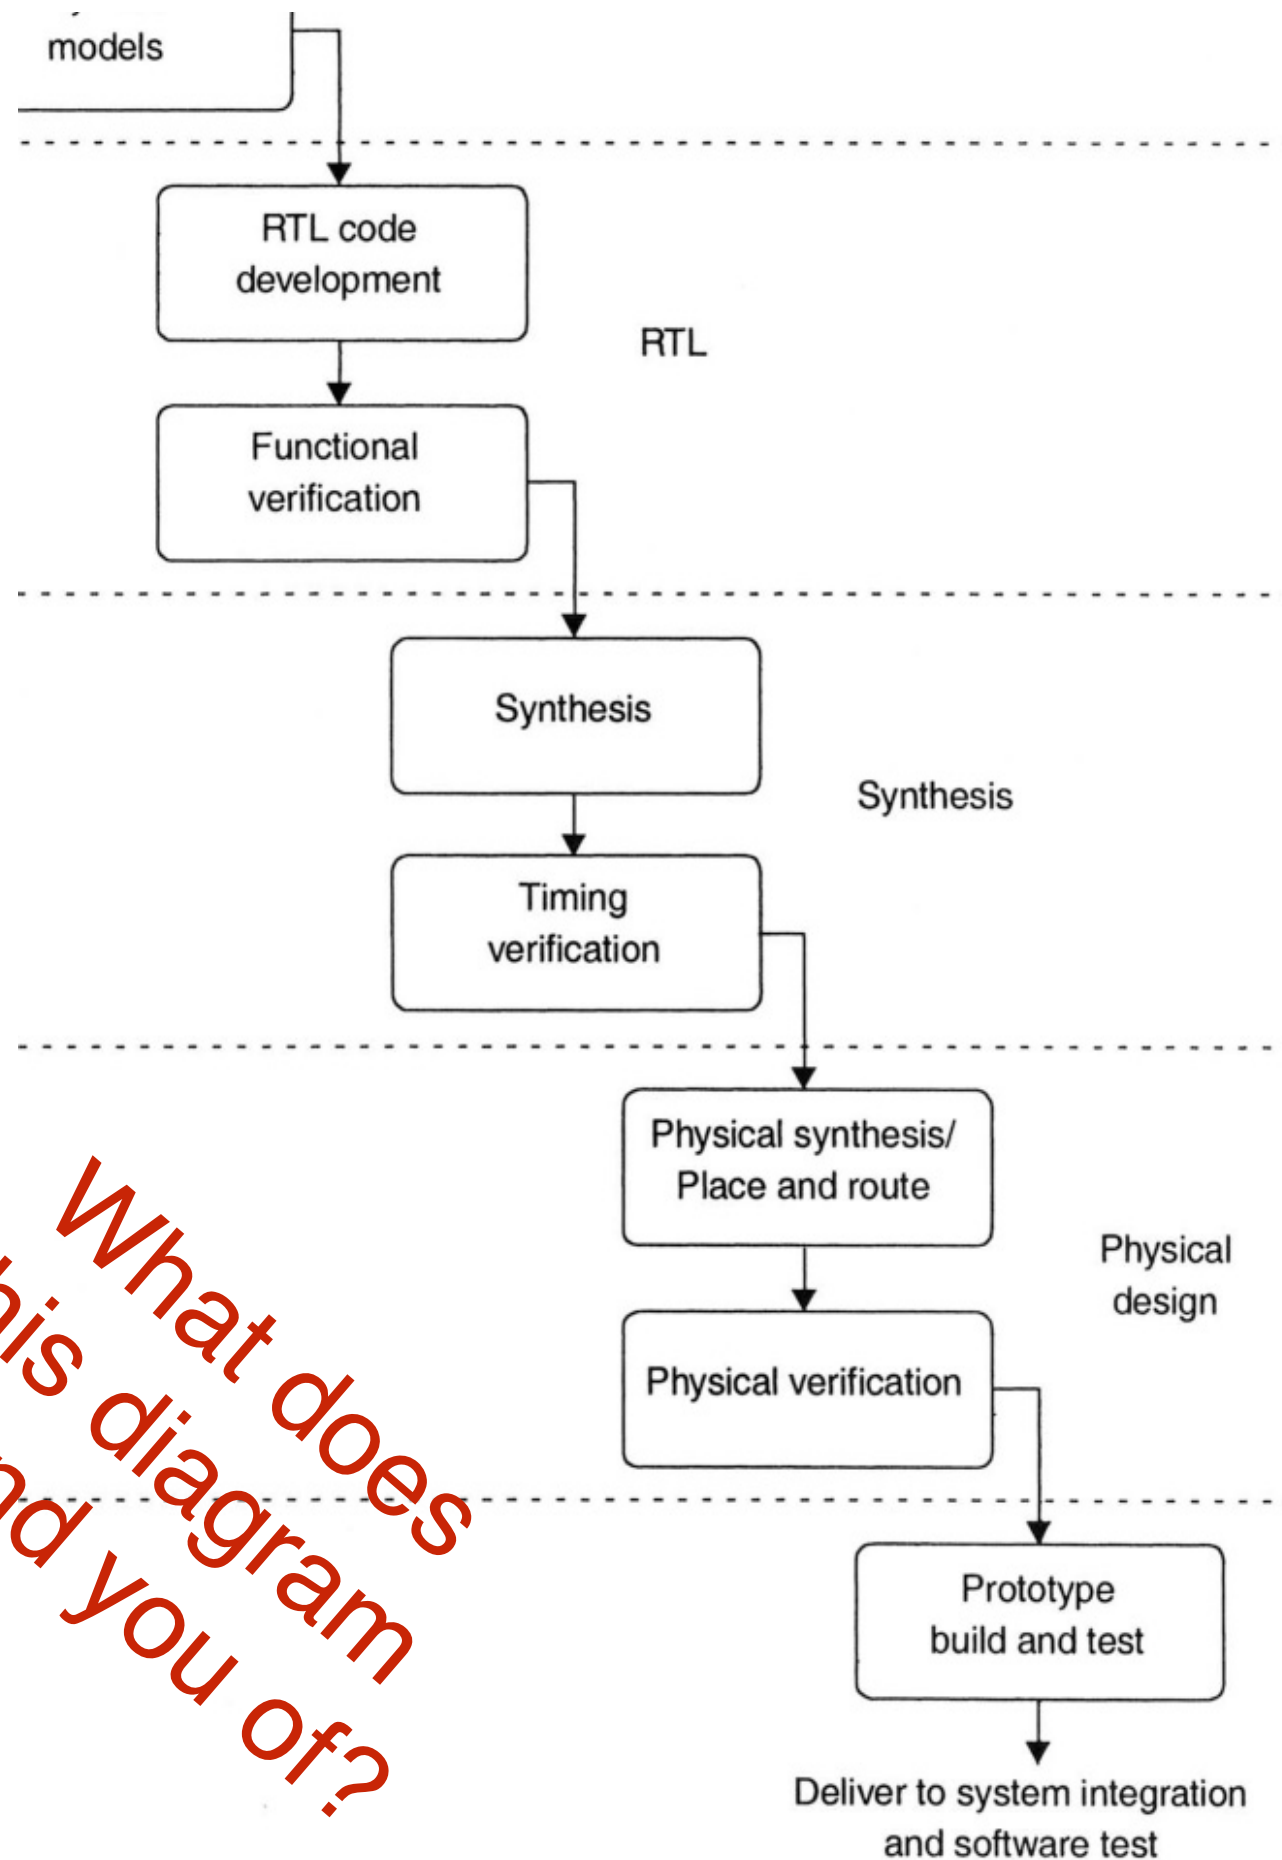 models
RTL code
development
RTL
Functional
verification
Synthesis
Synthesis
Timing
verification
Physical synthesis/
Place and route
Physical
design
Physical verification
What does
diagram
you of?
Prototype
build and test
Deliver to system integration
and software test